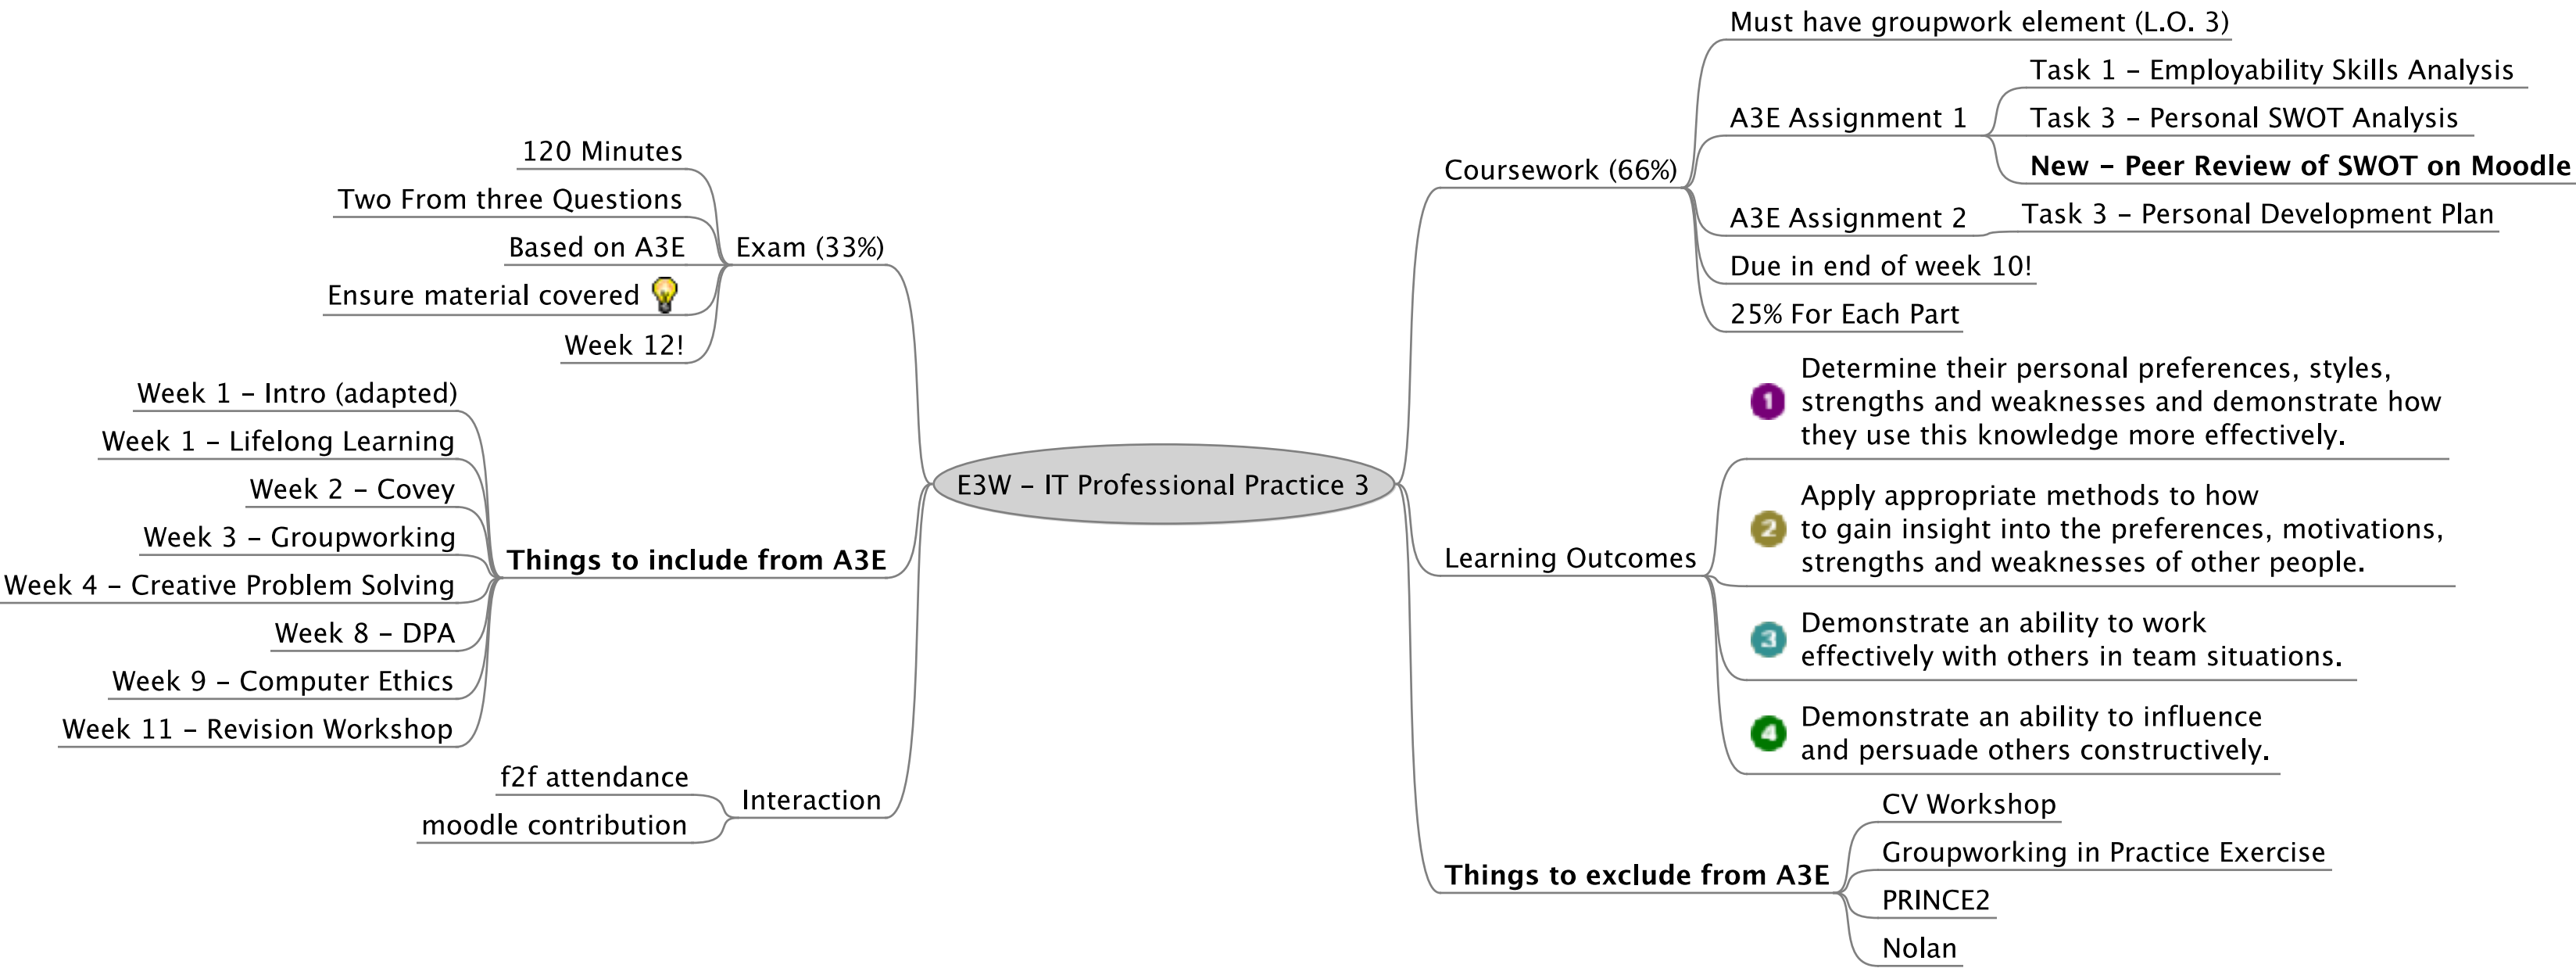 E3W – IT Professional Practice 3
Exam (33%)
120 Minutes
Two From three Questions
Based on A3E
Ensure material covered
Week 12!
Things to include from A3E
Week 1 – Intro (adapted)
Week 1 – Lifelong Learning
Week 2 – Covey
Week 3 – Groupworking
Week 4 – Creative Problem Solving
Week 8 – DPA
Week 9 – Computer Ethics
Week 11 – Revision Workshop
Interaction
f2f attendance
moodle contribution
Coursework (66%)
Must have groupwork element (L.O. 3)
A3E Assignment 1
Task 1 – Employability Skills Analysis
Task 3 – Personal SWOT Analysis
New – Peer Review of SWOT on Moodle
A3E Assignment 2
Task 3 – Personal Development Plan
Due in end of week 10!
25% For Each Part
Learning Outcomes
1
Determine their personal preferences, styles,
strengths and weaknesses and demonstrate how
they use this knowledge more effectively.
2
Apply appropriate methods to how
to gain insight into the preferences, motivations,
strengths and weaknesses of other people.
3
Demonstrate an ability to work
effectively with others in team situations.
4
Demonstrate an ability to influence
and persuade others constructively.
Things to exclude from A3E
CV Workshop
Groupworking in Practice Exercise
PRINCE2
Nolan